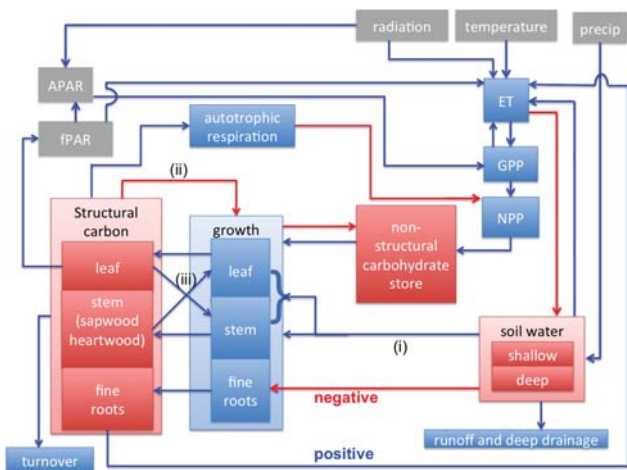 radiation
temperature
precip
APAR
fPAR
autotrophic
respiration
ET
GPP
NPP
(ii)
Structural
carbon
growth
non-
structural
carbohydrate
store
leaf
(iii)
leaf
stem
(sapwood
heartwood)
stem
(i)
soil water
shallow
deep
fine
roots
fine
roots
negative
positive
turnover
runoff and deep drainage